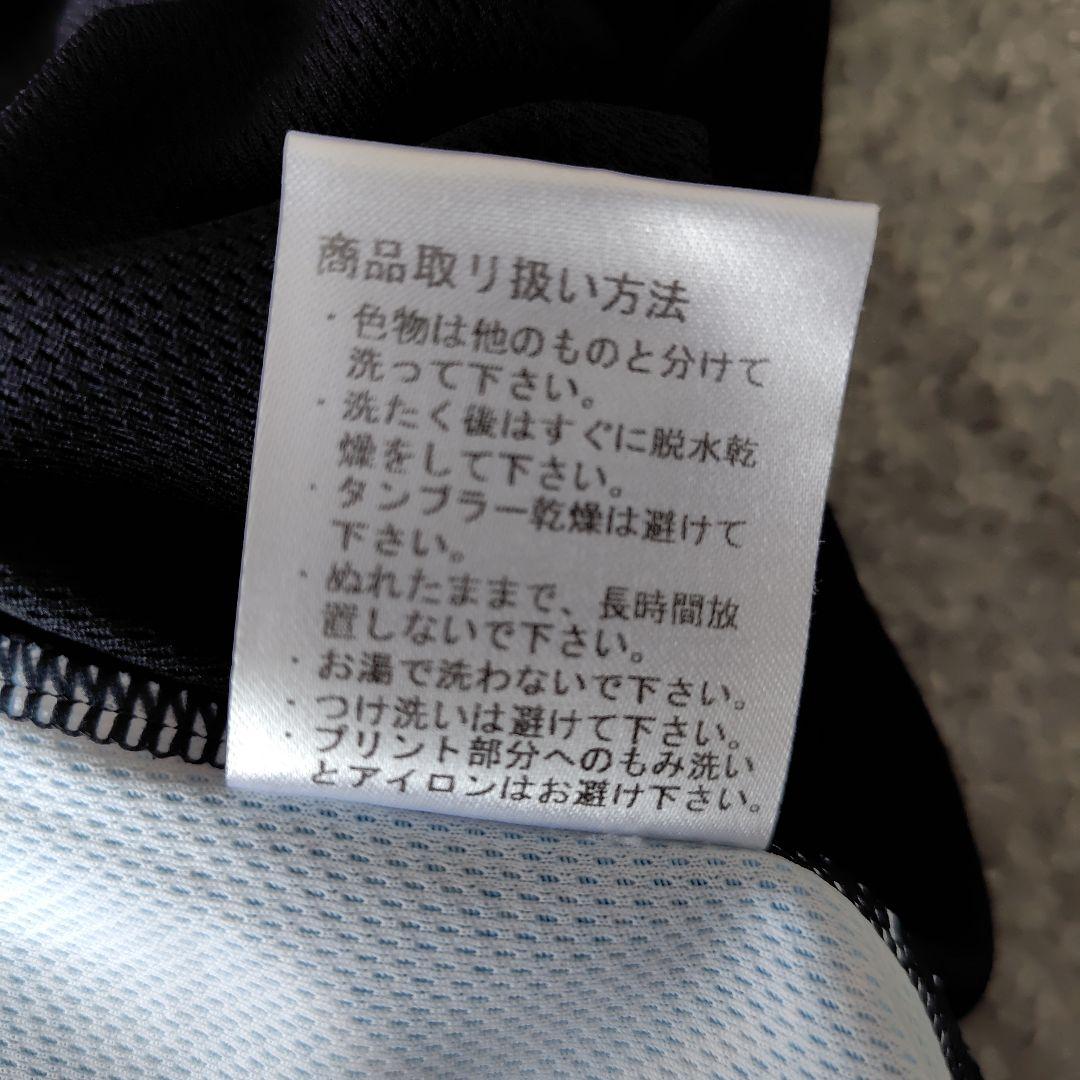 商品取り扱い方法
・色物は他のものと分けて
洗って下さい。
・洗たく後はすぐに脱水乾
燥をして下さい。
・タンブラー乾燥は避けて
下さい。
・ぬれたままで、長時間放
置しないで下さい。
・お湯で洗わないで下さい。
・つけ洗いは避けて下さい。
・プリント部分へのもみ洗い
とアイロンはお避け下さい。